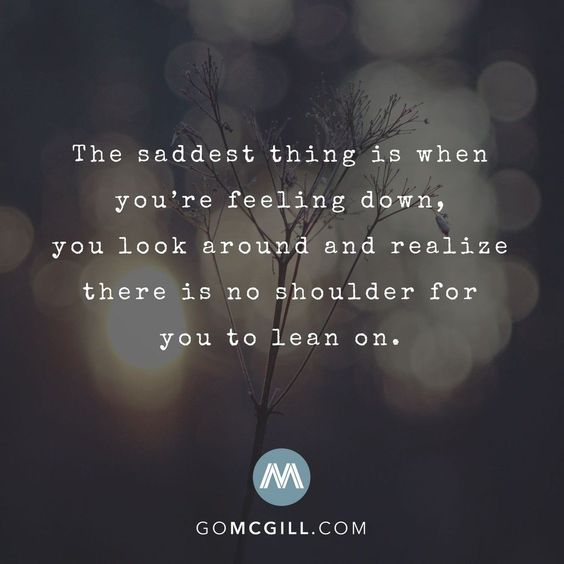 The saddest thing is when
you’re feeling down,
you look around and realize
there is no shoulder for
you to lean on.
M
GOMCGILL.COM